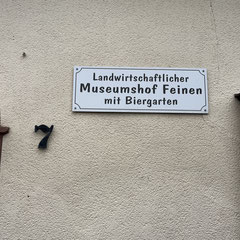 Landwirtschaftlicher
Museumshof Feinen
mit Biergarten
7